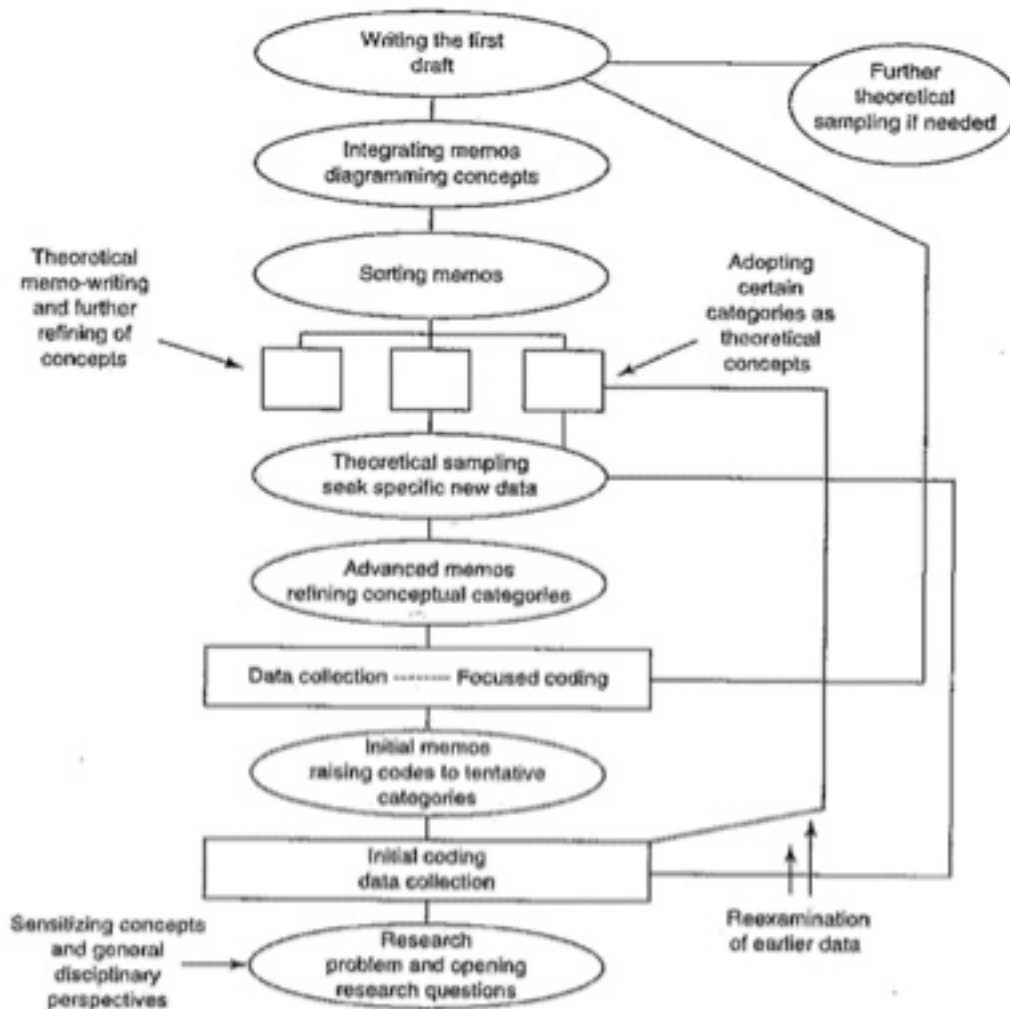 Writing the first
draft
Further
theoretical
sampling if needed
Integrating memos
diagramming concepts
Theoretical
memo-writing
and further
refining of
concepts
Sorting memos
Adopting
certain
categories as
theoretical
concepts
Theoretical sampling
seek specific new data
Advanced memos
refining conceptual categories
Data collection -------- Focused coding
Initial memos
raising codes to tentative
categories
Initial coding
data collection
Reexamination
of earlier data
Sensitizing concepts
and general
disciplinary
perspectives
Research
problem and opening
research questions